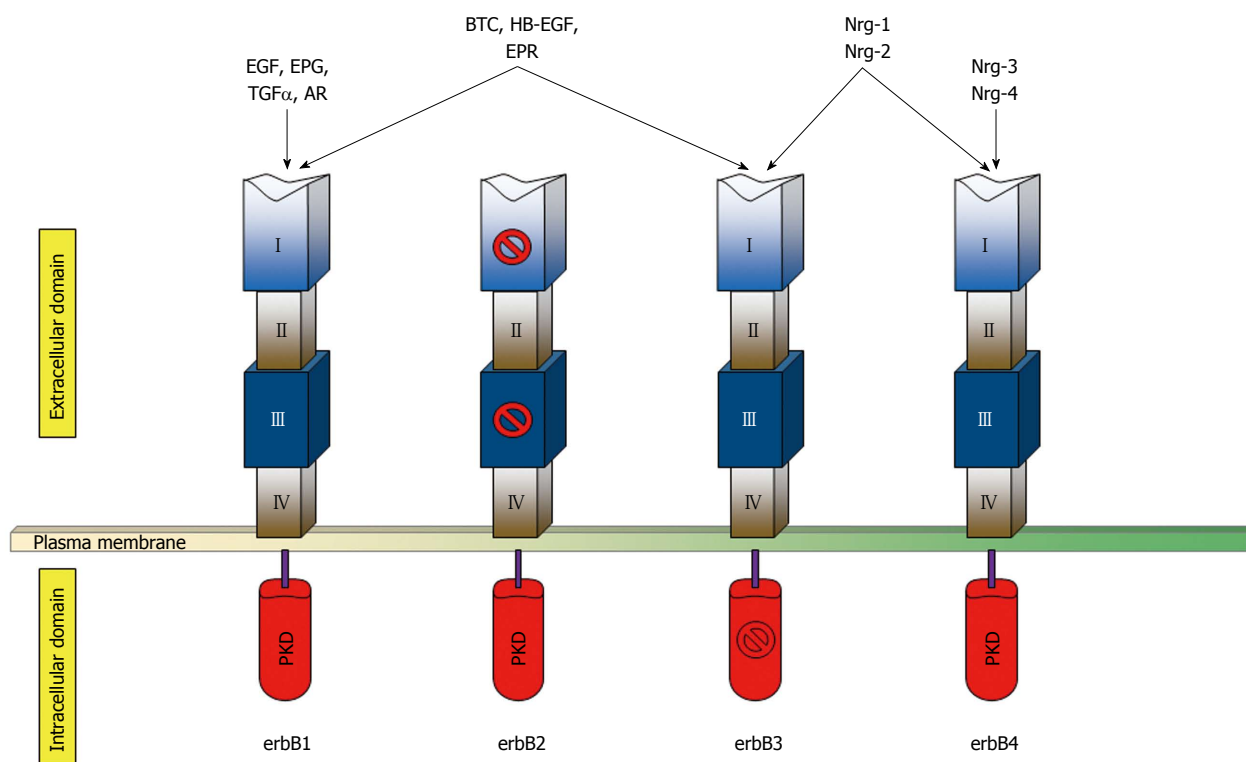 BTC, HB-EGF,
EPR
Nrg-1
Nrg-2
EGF, EPG,
TGFα, AR
Nrg-3
Nrg-4
Extracellular domain
I
I
I
II
II
II
II
III
III
III
IV
IV
IV
IV
Plasma membrane
Intracellular domain
PKD
PKD
PKD
erbB1
erbB2
erbB3
erbB4